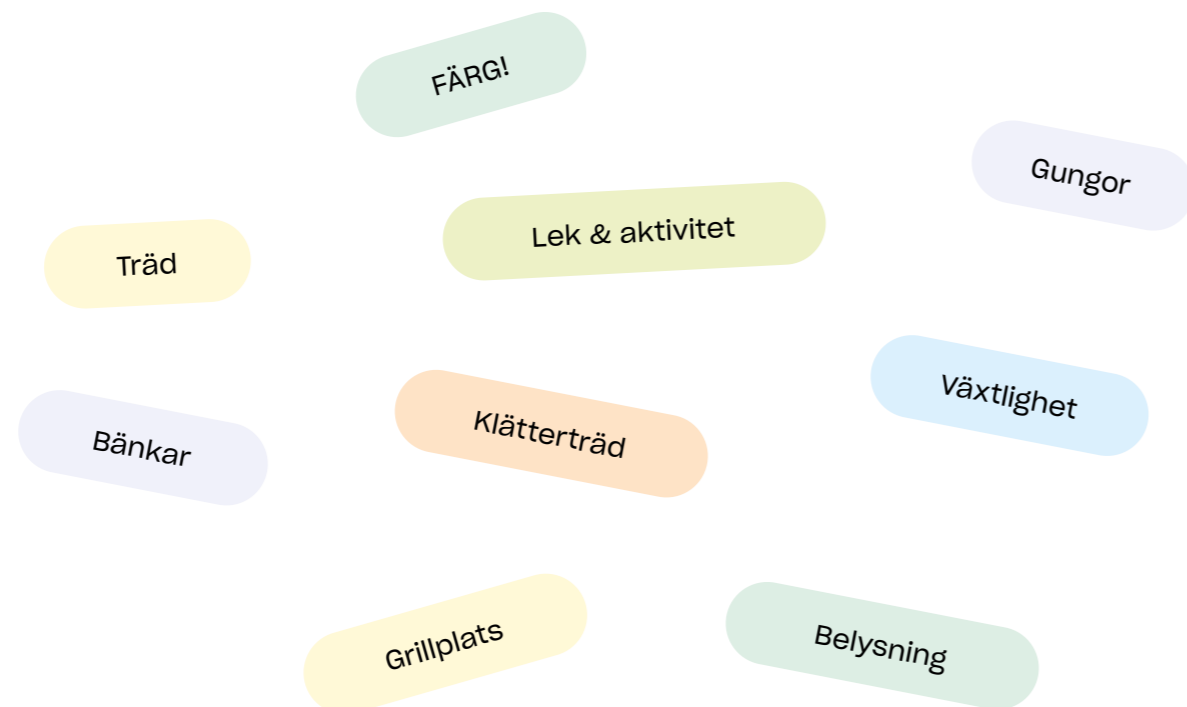 FÄRG!
Gungor
Lek & aktivitet
Träd
Växtlighet
Klätterträd
Bänkar
Grillplats
Belysning